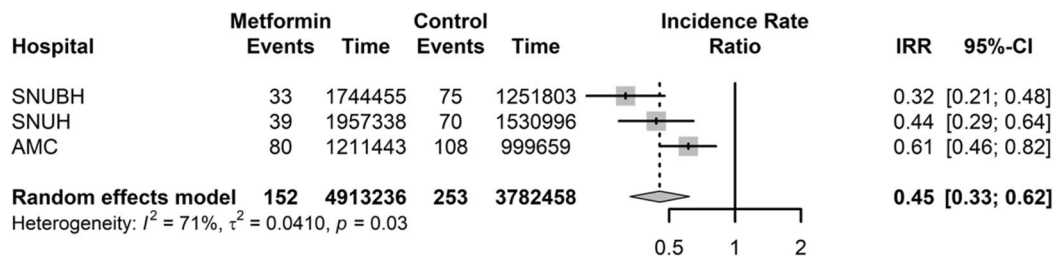 Metformin Control Incidence Rate
Hospital Events Time Events Time Ratio IRR 95%-CI
SNUBH 33 1744455 75 1251803 0.32 [0.21; 0.48]
SNUH 39 1957338 70 1530996 0.44 [0.29; 0.64]
AMC 80 1211443 108 999659 0.61 [0.46; 0.82]
Random effects model 152 4913236 253 3782458 0.45 [0.33; 0.62]
Heterogeneity: I² = 71%, τ² = 0.0410, p = 0.03
0.5 1 2